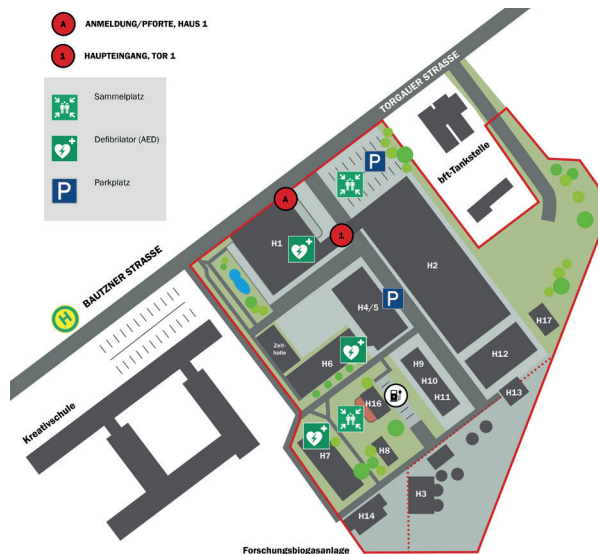 A ANMELDUNG/PFORTE, HAUS 1
1 HAUPTEINGANG, TOR 1
Sammelplatz
Defibrilator (AED)
P Parkplatz
TORGAUER STRASSE
bft-Tankstelle
P
A
H1
1
H2
BAUTZNER STRASSE
H
H4/5
P
H17
Zelt-
halle
H6
H9
H10
H11
H12
H13
Kreativschule
H16
H7
H8
H3
H14
Forschungsbiogasanlage